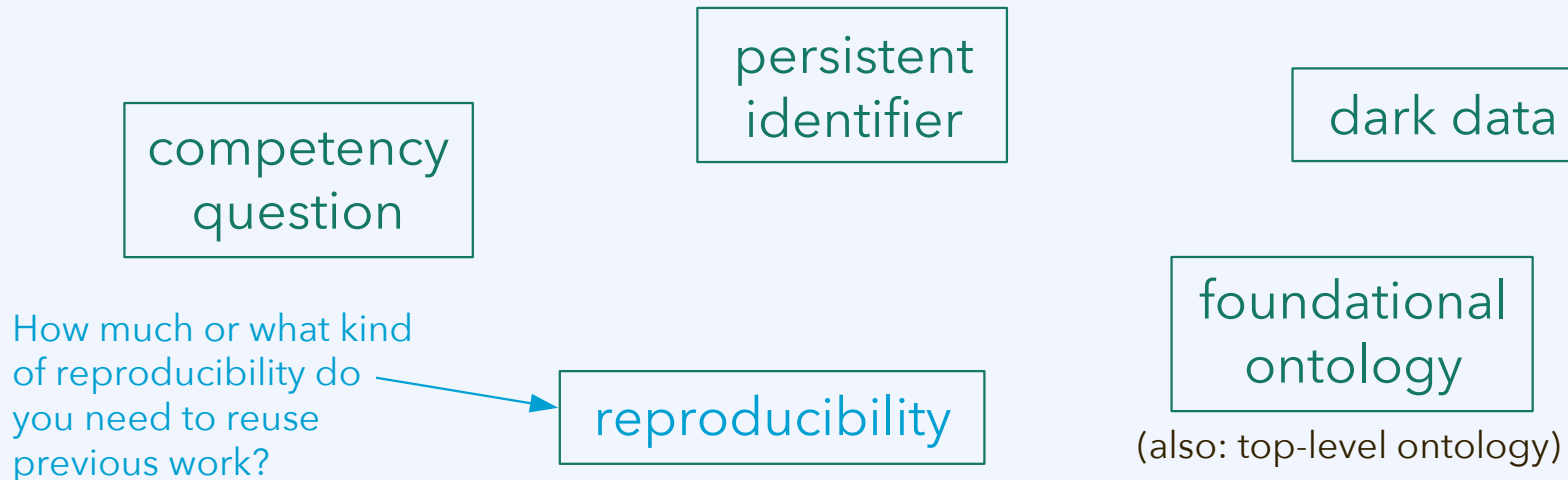 persistent
identifier
dark data
competency
question
foundational
ontology
(also: top-level ontology)
How much or what kind
of reproducibility do
you need to reuse
previous work?
reproducibility